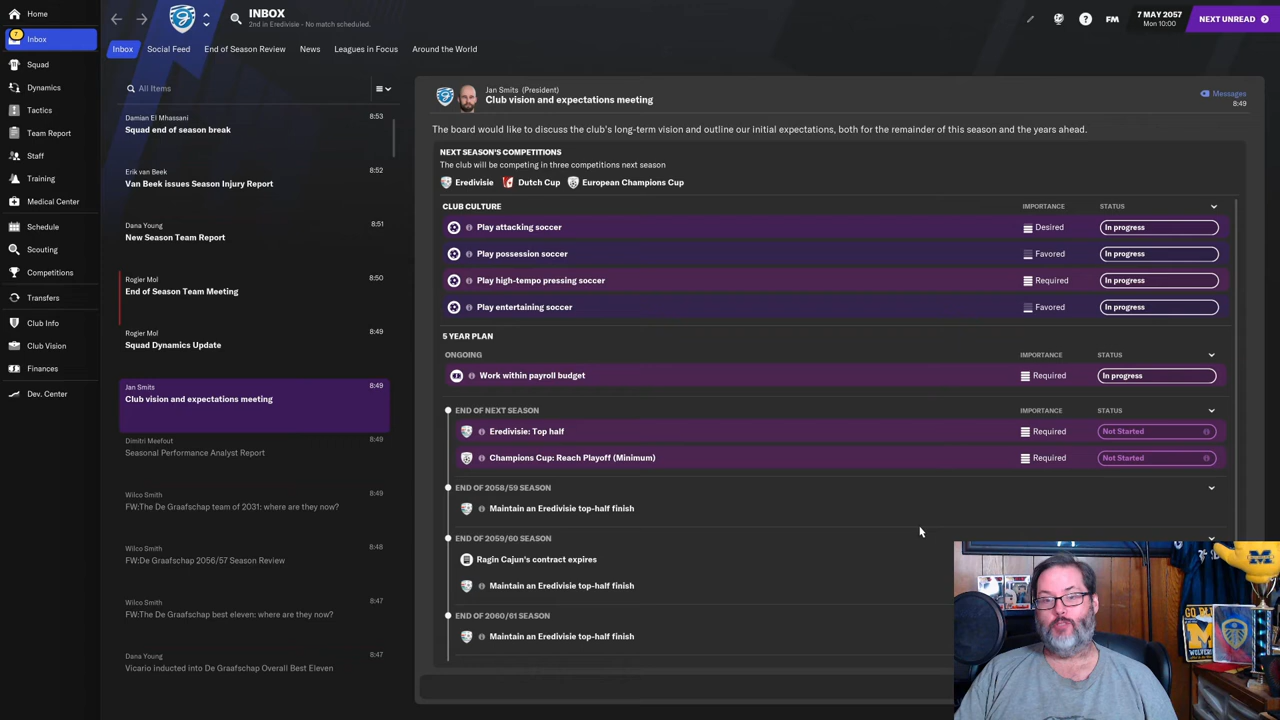 Home
7
Inbox
Squad
Dynamics
Tactics
Team Report
Staff
Training
Medical Center
Schedule
Scouting
Competitions
Transfers
Club Info
Club Vision
Finances
Dev. Center
INBOX
2nd in Eredivisie - No match scheduled.
FM
7 MAY 2057
Mon 10:00
NEXT UNREAD
Inbox
Social Feed
End of Season Review
News
Leagues in Focus
Around the World
All Items
Damian El Mhassani
8:53
Squad end of season break
Erik van Beek
8:52
Van Beek issues Season Injury Report
Dana Young
8:51
New Season Team Report
Rogier Mol
8:50
End of Season Team Meeting
Rogier Mol
8:49
Squad Dynamics Update
Jan Smits
8:49
Club vision and expectations meeting
Dimitri Meefout
8:49
Seasonal Performance Analyst Report
Wilco Smith
8:49
FW:The De Graafschap team of 2031: where are they now?
Wilco Smith
8:48
FW:De Graafschap 2056/57 Season Review
Wilco Smith
8:47
FW:The De Graafschap best eleven: where are they now?
Dana Young
8:47
Vicario inducted into De Graafschap Overall Best Eleven
Jan Smits (President)
Club vision and expectations meeting
Messages
8:49
The board would like to discuss the club's long-term vision and outline our initial expectations, both for the remainder of this season and the years ahead.
NEXT SEASON'S COMPETITIONS
The club will be competing in three competitions next season
Eredivisie
Dutch Cup
European Champions Cup
CLUB CULTURE
IMPORTANCE
STATUS
Play attacking soccer
Desired
In progress
Play possession soccer
Favored
In progress
Play high-tempo pressing soccer
Required
In progress
Play entertaining soccer
Favored
In progress
5 YEAR PLAN
ONGOING
IMPORTANCE
STATUS
Work within payroll budget
Required
In progress
END OF NEXT SEASON
IMPORTANCE
STATUS
Eredivisie: Top half
Required
Not Started
Champions Cup: Reach Playoff (Minimum)
Required
Not Started
END OF 2058/59 SEASON
Maintain an Eredivisie top-half finish
END OF 2059/60 SEASON
Ragin Cajun's contract expires
Maintain an Eredivisie top-half finish
END OF 2060/61 SEASON
Maintain an Eredivisie top-half finish